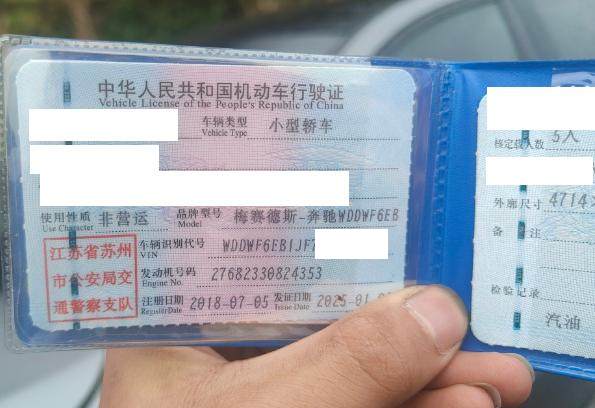 中华人民共和国机动车行驶证
Vehicle License of the People's Republic of China
车辆类型 小型轿车
Vehicle Type
使用性质 非营运 品牌型号 梅赛德斯-奔驰WDDWF6EB
Use Character Model
江苏省苏州
市公安局交
通警察支队
车辆识别代号 WDDWF6EB1JF7
VIN
发动机号码 27682330824353
Engine No.
注册日期 2018-07-05 发证日期 2025-01
Register Date Issue Date
核定载人数 5人
外廓尺寸 4714
备注
检验记录
汽油